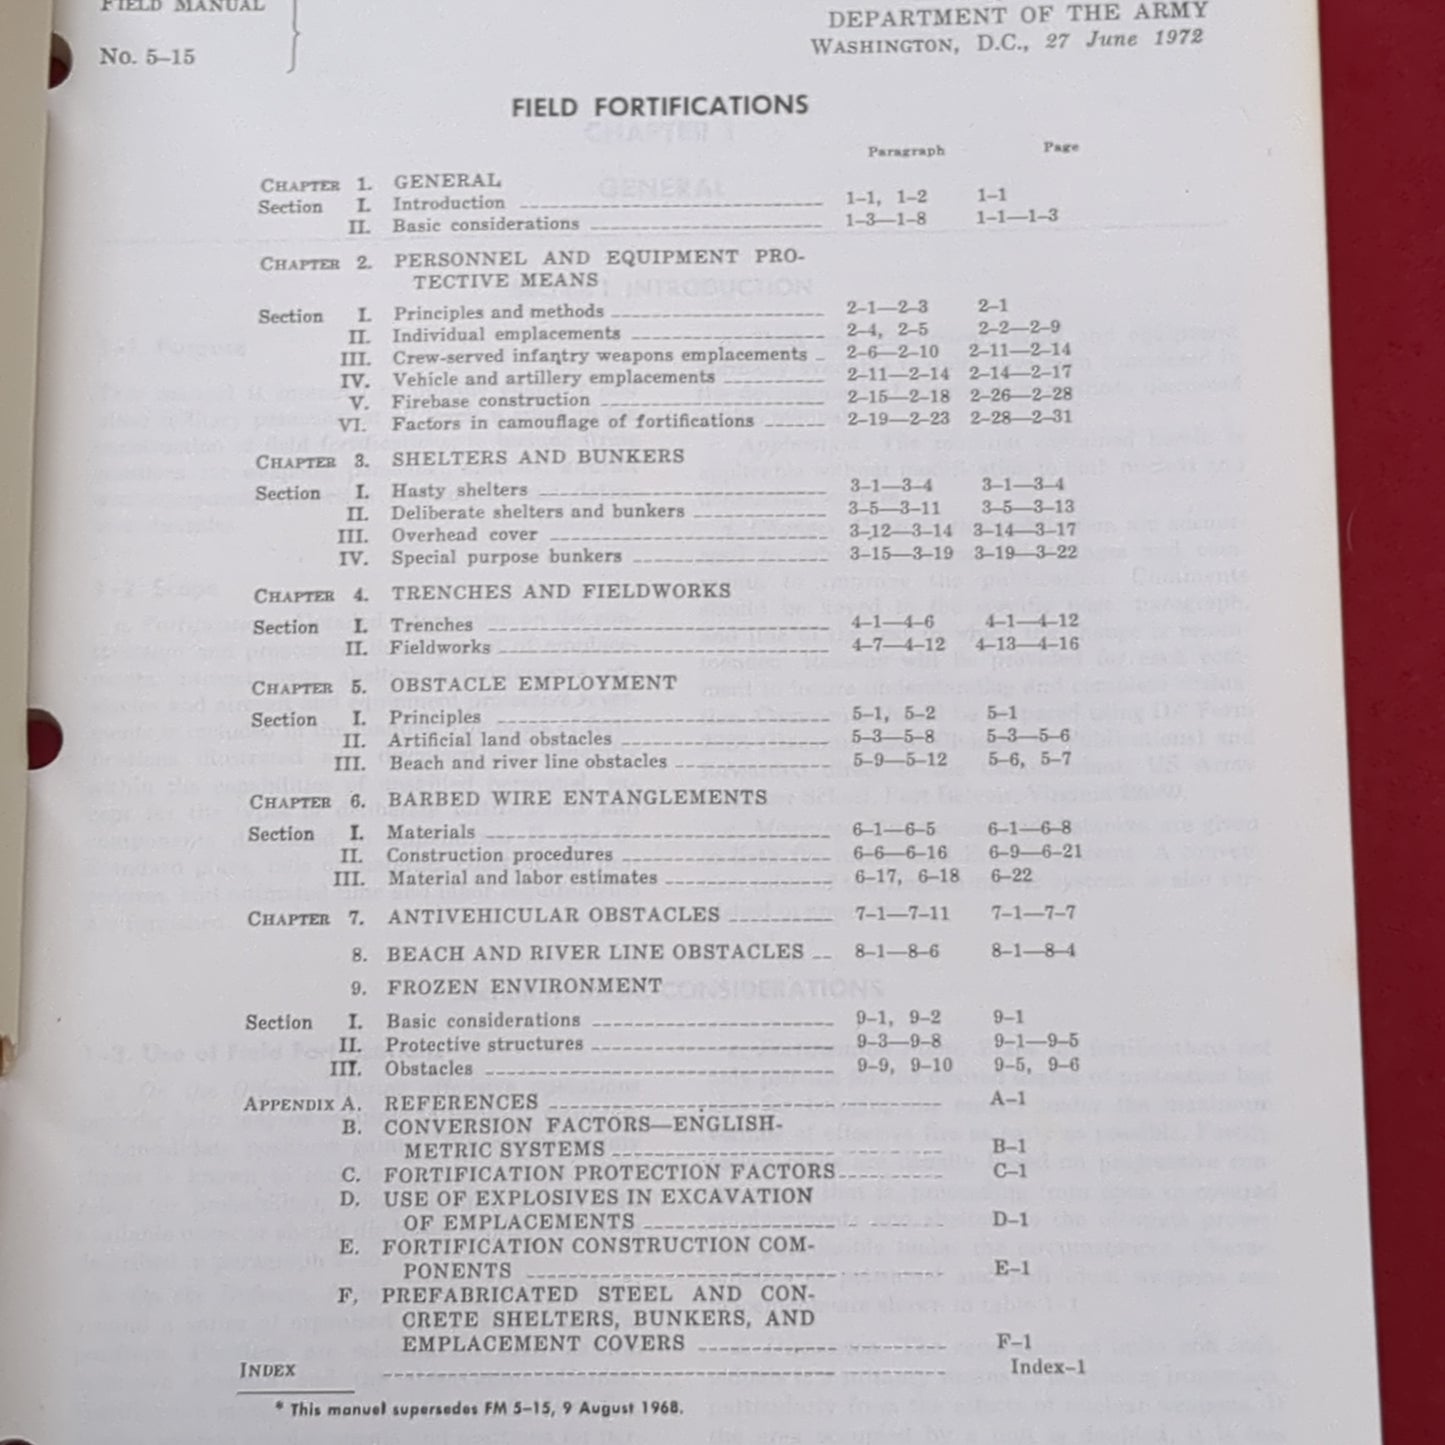 FIELD MANUAL
No. 5–15
DEPARTMENT OF THE ARMY
WASHINGTON, D.C., 27 June 1972
FIELD FORTIFICATIONS
Paragraph Page
CHAPTER 1. GENERAL
Section I. Introduction 1–1, 1–2 1–1
II. Basic considerations 1–3—1–8 1–1—1–3
CHAPTER 2. PERSONNEL AND EQUIPMENT PRO-
TECTIVE MEANS
Section I. Principles and methods 2–1—2–3 2–1
II. Individual emplacements 2–4, 2–5 2–2—2–9
III. Crew-served infantry weapons emplacements 2–6—2–10 2–11—2–14
IV. Vehicle and artillery emplacements 2–11—2–14 2–14—2–17
V. Firebase construction 2–15—2–18 2–26—2–28
VI. Factors in camouflage of fortifications 2–19—2–23 2–28—2–31
CHAPTER 3. SHELTERS AND BUNKERS
Section I. Hasty shelters 3–1—3–4 3–1—3–4
II. Deliberate shelters and bunkers 3–5—3–11 3–5—3–13
III. Overhead cover 3–12—3–14 3–14—3–17
IV. Special purpose bunkers 3–15—3–19 3–19—3–22
CHAPTER 4. TRENCHES AND FIELDWORKS
Section I. Trenches 4–1—4–6 4–1—4–12
II. Fieldworks 4–7—4–12 4–13—4–16
CHAPTER 5. OBSTACLE EMPLOYMENT
Section I. Principles 5–1, 5–2 5–1
II. Artificial land obstacles 5–3—5–8 5–3—5–6
III. Beach and river line obstacles 5–9—5–12 5–6, 5–7
CHAPTER 6. BARBED WIRE ENTANGLEMENTS
Section I. Materials 6–1—6–5 6–1—6–8
II. Construction procedures 6–6—6–16 6–9—6–21
III. Material and labor estimates 6–17, 6–18 6–22
CHAPTER 7. ANTIVEHICULAR OBSTACLES 7–1—7–11 7–1—7–7
8. BEACH AND RIVER LINE OBSTACLES 8–1—8–6 8–1—8–4
9. FROZEN ENVIRONMENT
Section I. Basic considerations 9–1, 9–2 9–1
II. Protective structures 9–3—9–8 9–1—9–5
III. Obstacles 9–9, 9–10 9–5, 9–6
APPENDIX A. REFERENCES A–1
B. CONVERSION FACTORS—ENGLISH-
METRIC SYSTEMS B–1
C. FORTIFICATION PROTECTION FACTORS C–1
D. USE OF EXPLOSIVES IN EXCAVATION
OF EMPLACEMENTS D–1
E. FORTIFICATION CONSTRUCTION COM-
PONENTS E–1
F, PREFABRICATED STEEL AND CON-
CRETE SHELTERS, BUNKERS, AND
EMPLACEMENT COVERS F–1
INDEX Index–1
* This manuel supersedes FM 5–15, 9 August 1968.